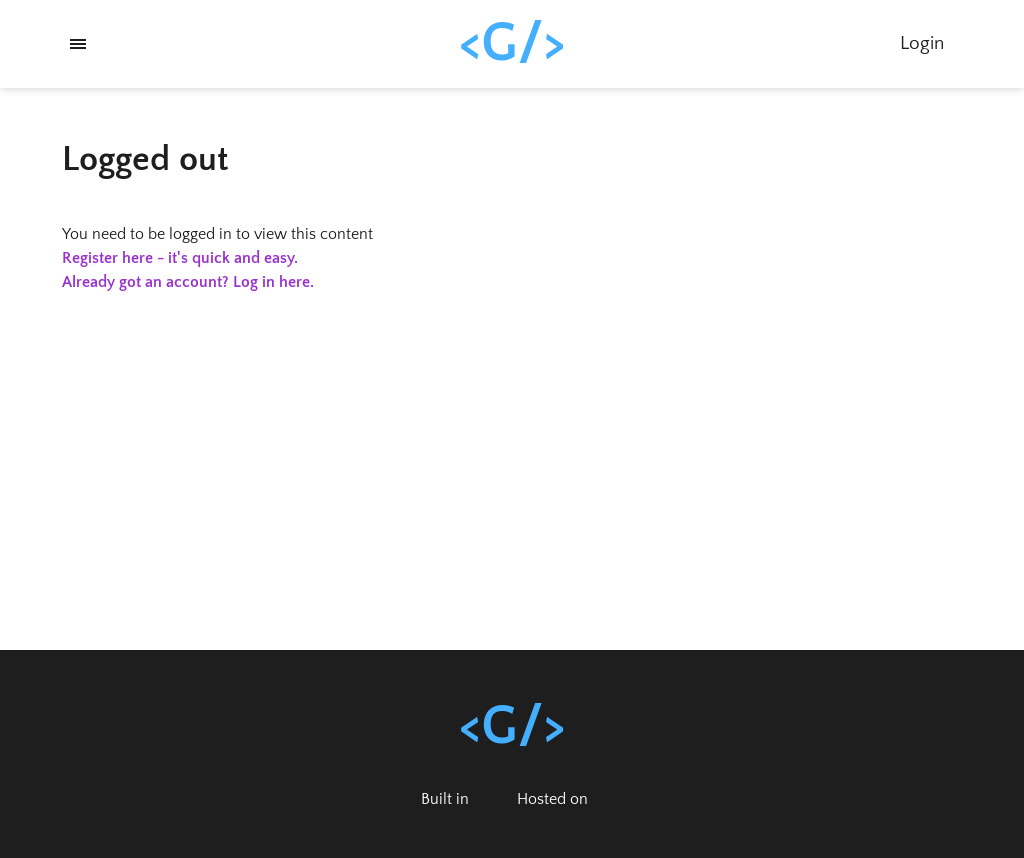 <G/>
Login
Logged out
You need to be logged in to view this content
Register here - it's quick and easy.
Already got an account? Log in here.
<G/>
Built in
Hosted on